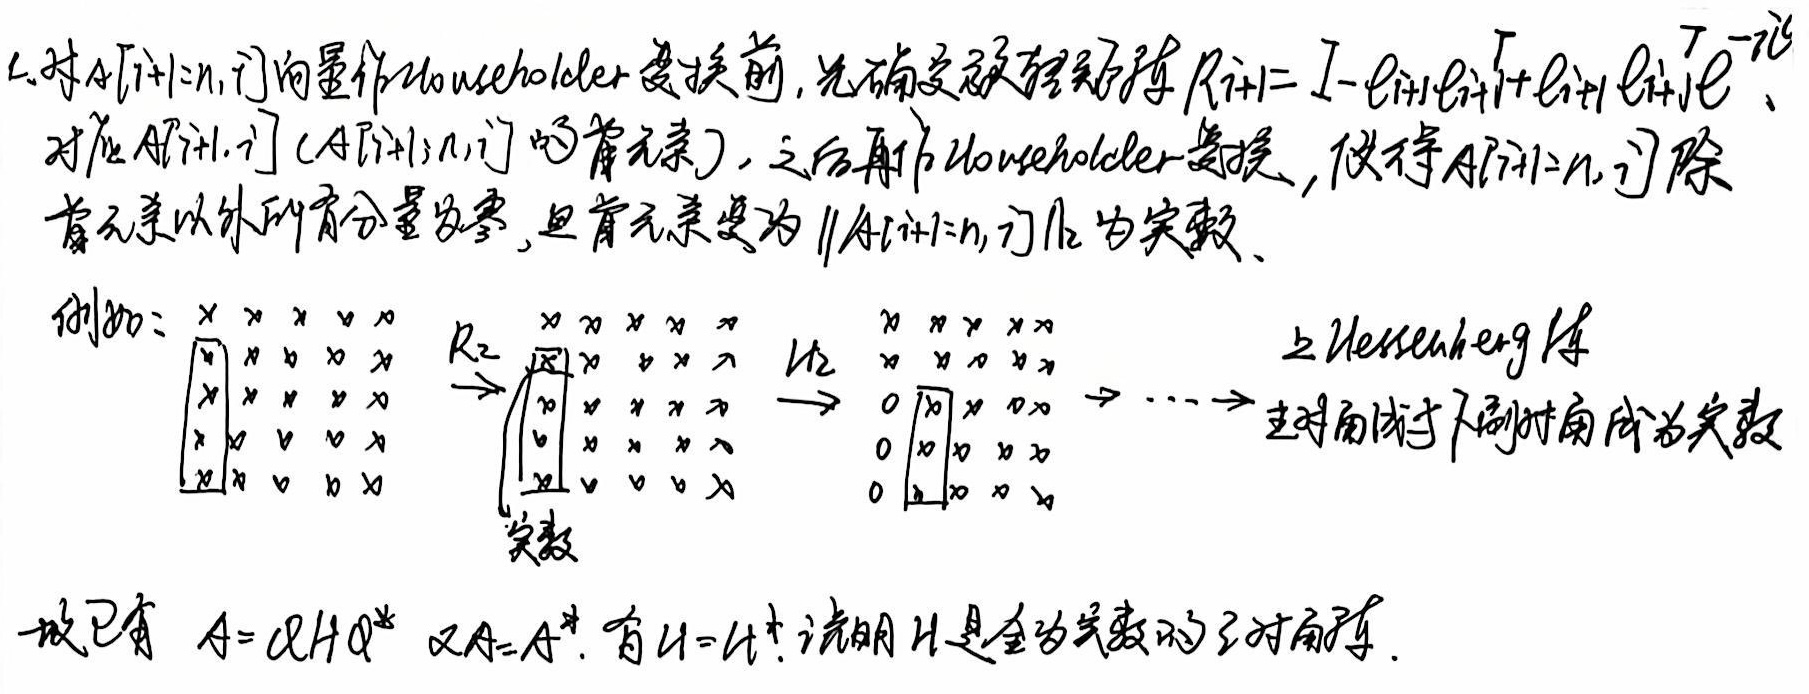 2.对A[i+1:n,i]向量作Householder变换前,先确定旋转矩阵 R_{i+1} = I - e_{i+1}e_{i+1}^T + e_{i+1}e_{i+1}^T e^{-iθ}、
对应A[i+1,i](A[i+1:n,i]的首元素),之后再作Householder变换,使得A[i+1:n,i]除
首元素以外所有分量为零,且首元素变为 ||A[i+1:n,i]||_2 为实数、
例如: x x x x x R_2 → x x x x x H_2 → x x x x x → ····→ 上Hessenberg阵
x x x x x x x x x x x x x x x
x x x x x x x x x x 0 x x x x 主对角线与下副对角线为实数
x x x x x x x x x x 0 x x x x
x x x x x x x x x x 0 x x x x
实数
故已有 A=QHQ* 又A=A*. 有H=H*.说明H是全为实数的三对角阵.